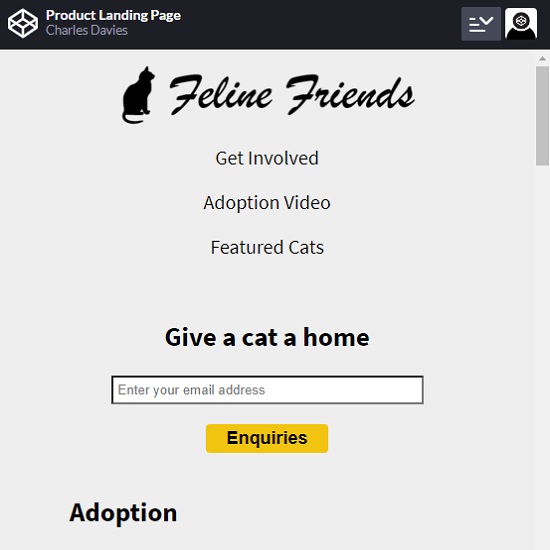 Product Landing Page
Charles Davies
Feline Friends
Get Involved
Adoption Video
Featured Cats
Give a cat a home
Enter your email address
Enquiries
Adoption